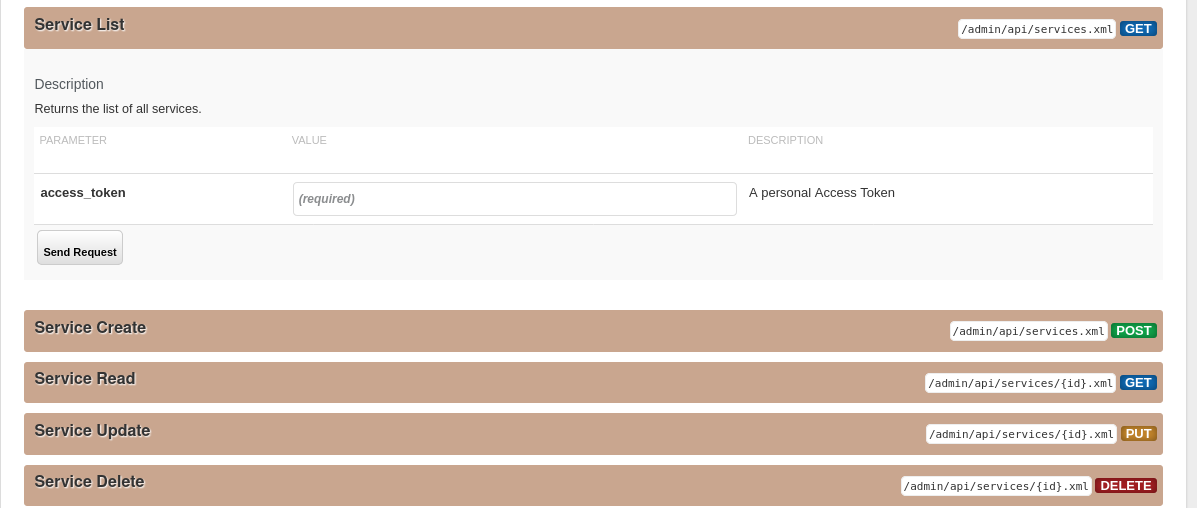 Service List /admin/api/services.xml GET
Description
Returns the list of all services.
PARAMETER VALUE DESCRIPTION
access_token (required) A personal Access Token
Send Request
Service Create /admin/api/services.xml POST
Service Read /admin/api/services/{id}.xml GET
Service Update /admin/api/services/{id}.xml PUT
Service Delete /admin/api/services/{id}.xml DELETE